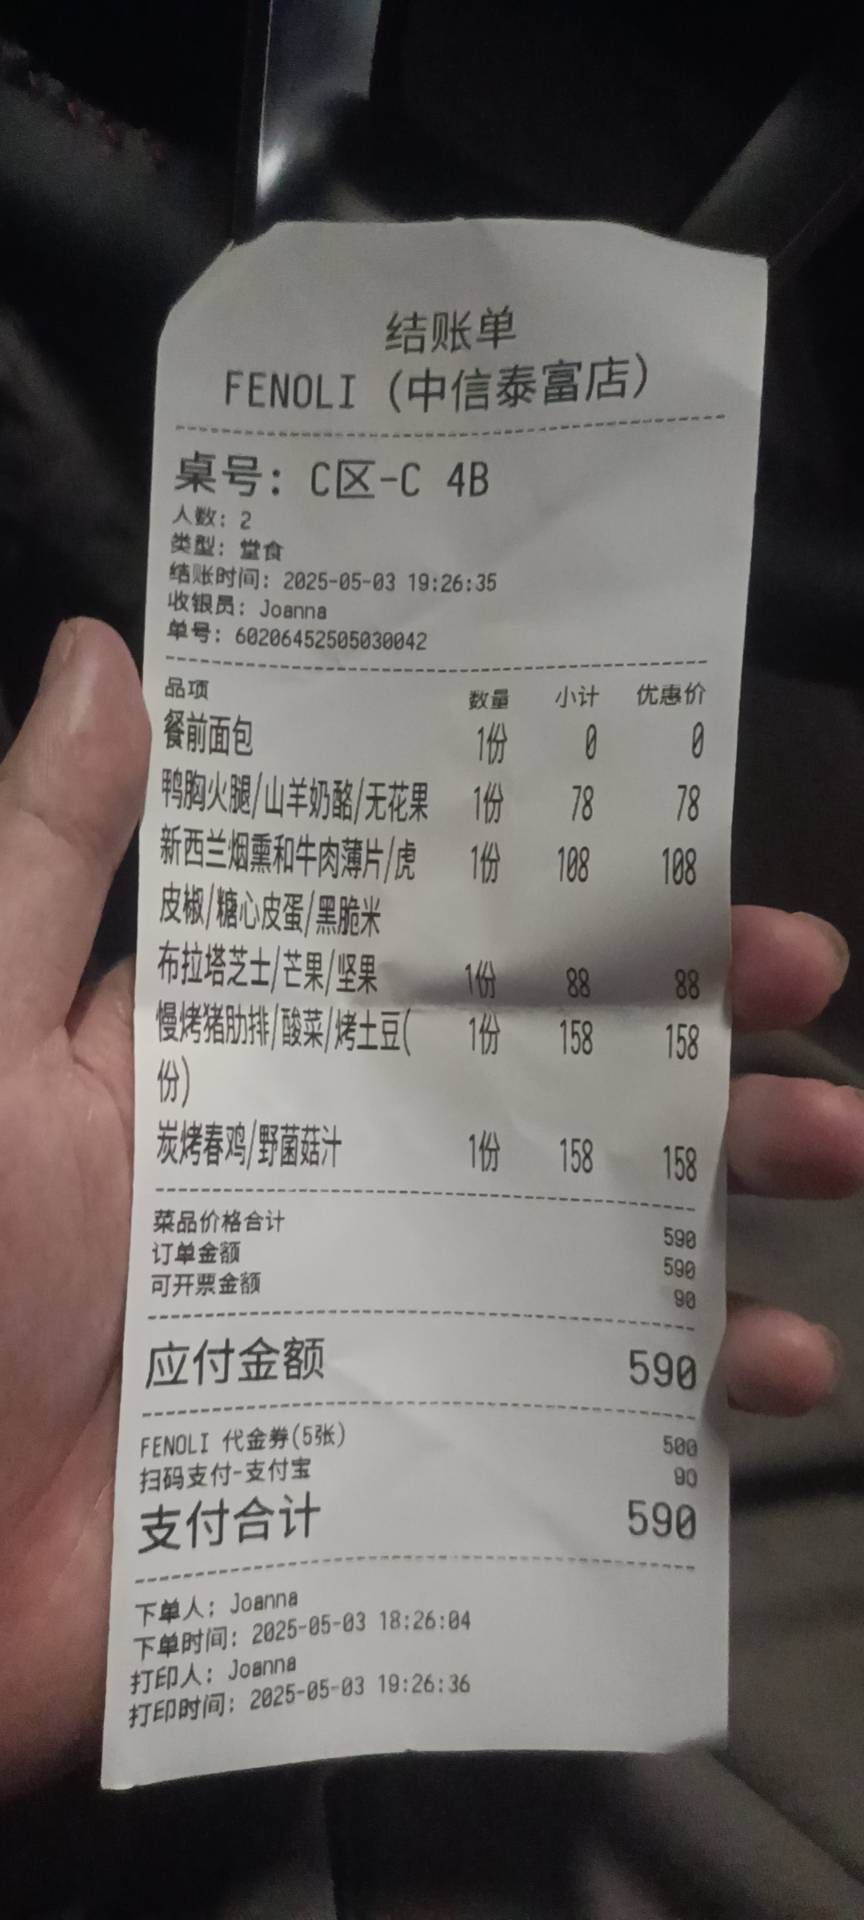 结账单
FENOLI (中信泰富店)
桌号: C区-C 4B
人数: 2
类型: 堂食
结账时间: 2025-05-03 19:26:35
收银员: Joanna
单号: 60206452505030042
品项 数量 小计 优惠价
餐前面包 1份 0 0
鸭胸火腿/山羊奶酪/无花果 1份 78 78
新西兰烟熏和牛肉薄片/虎 1份 108 108
皮椒/糖心皮蛋/黑脆米
布拉塔芝士/芒果/坚果 1份 88 88
慢烤猪肋排/酸菜/烤土豆( 1份 158 158
份)
炭烤春鸡/野菌菇汁 1份 158 158
菜品价格合计 590
订单金额 590
可开票金额 90
应付金额 590
FENOLI 代金券(5张) 500
扫码支付-支付宝 90
支付合计 590
下单人: Joanna
下单时间: 2025-05-03 18:26:04
打印人: Joanna
打印时间: 2025-05-03 19:26:36